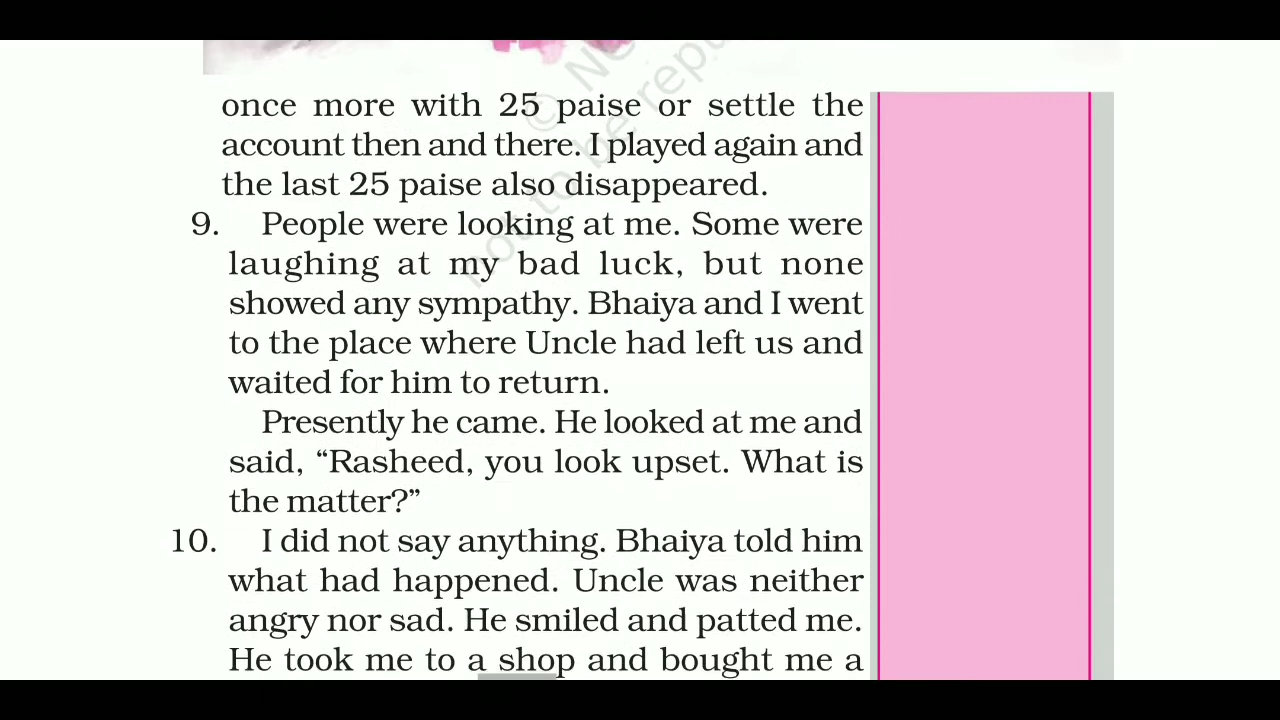 once more with 25 paise or settle the
account then and there. I played again and
the last 25 paise also disappeared.
9. People were looking at me. Some were
laughing at my bad luck, but none
showed any sympathy. Bhaiya and I went
to the place where Uncle had left us and
waited for him to return.
Presently he came. He looked at me and
said, “Rasheed, you look upset. What is
the matter?”
10. I did not say anything. Bhaiya told him
what had happened. Uncle was neither
angry nor sad. He smiled and patted me.
He took me to a shop and bought me a
© 
not to be repu